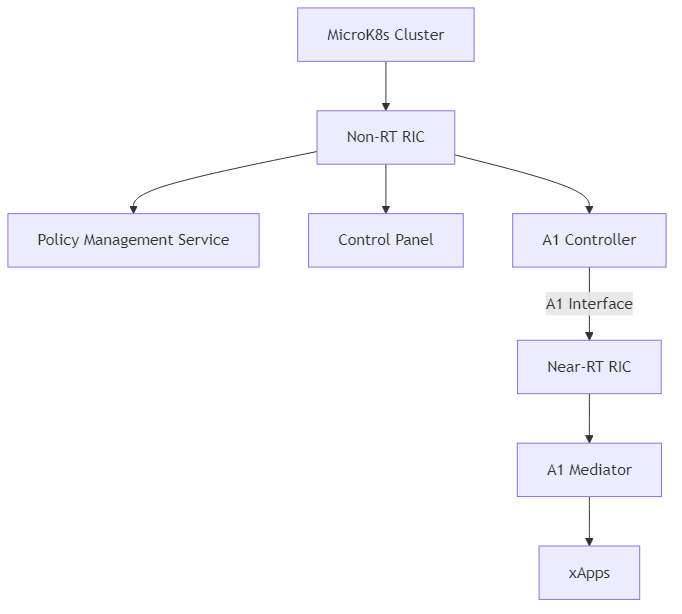 MicroK8s Cluster
Non-RT RIC
Policy Management Service
Control Panel
A1 Controller
A1 Interface
Near-RT RIC
A1 Mediator
xApps